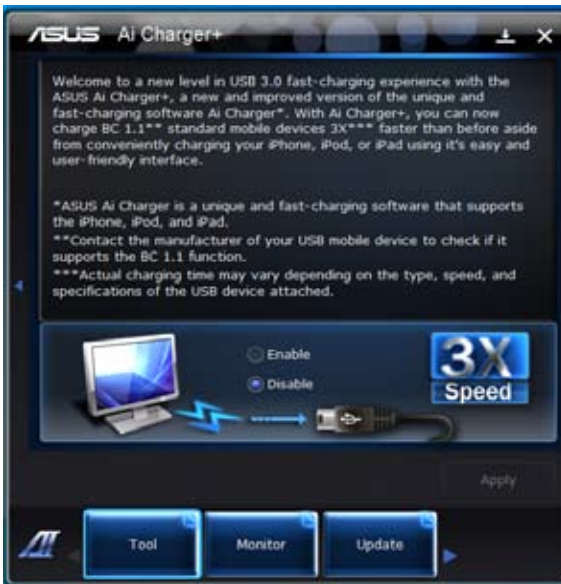 ASUS Ai Charger+
Welcome to a new level in USB 3.0 fast-charging experience with the
ASUS Ai Charger+, a new and improved version of the unique and
fast-charging software Ai Charger*. With Ai Charger+, you can now
charge BC 1.1** standard mobile devices 3X*** faster than before aside
from conveniently charging your iPhone, iPod, or iPad using it's easy and
user-friendly interface.
*ASUS Ai Charger is a unique and fast-charging software that supports
the iPhone, iPod, and iPad.
**Contact the manufacturer of your USB mobile device to check if it
supports the BC 1.1 function.
***Actual charging time may vary depending on the type, speed, and
specifications of the USB device attached.
Enable
Disable
3X
Speed
Apply
AI
Tool Monitor Update